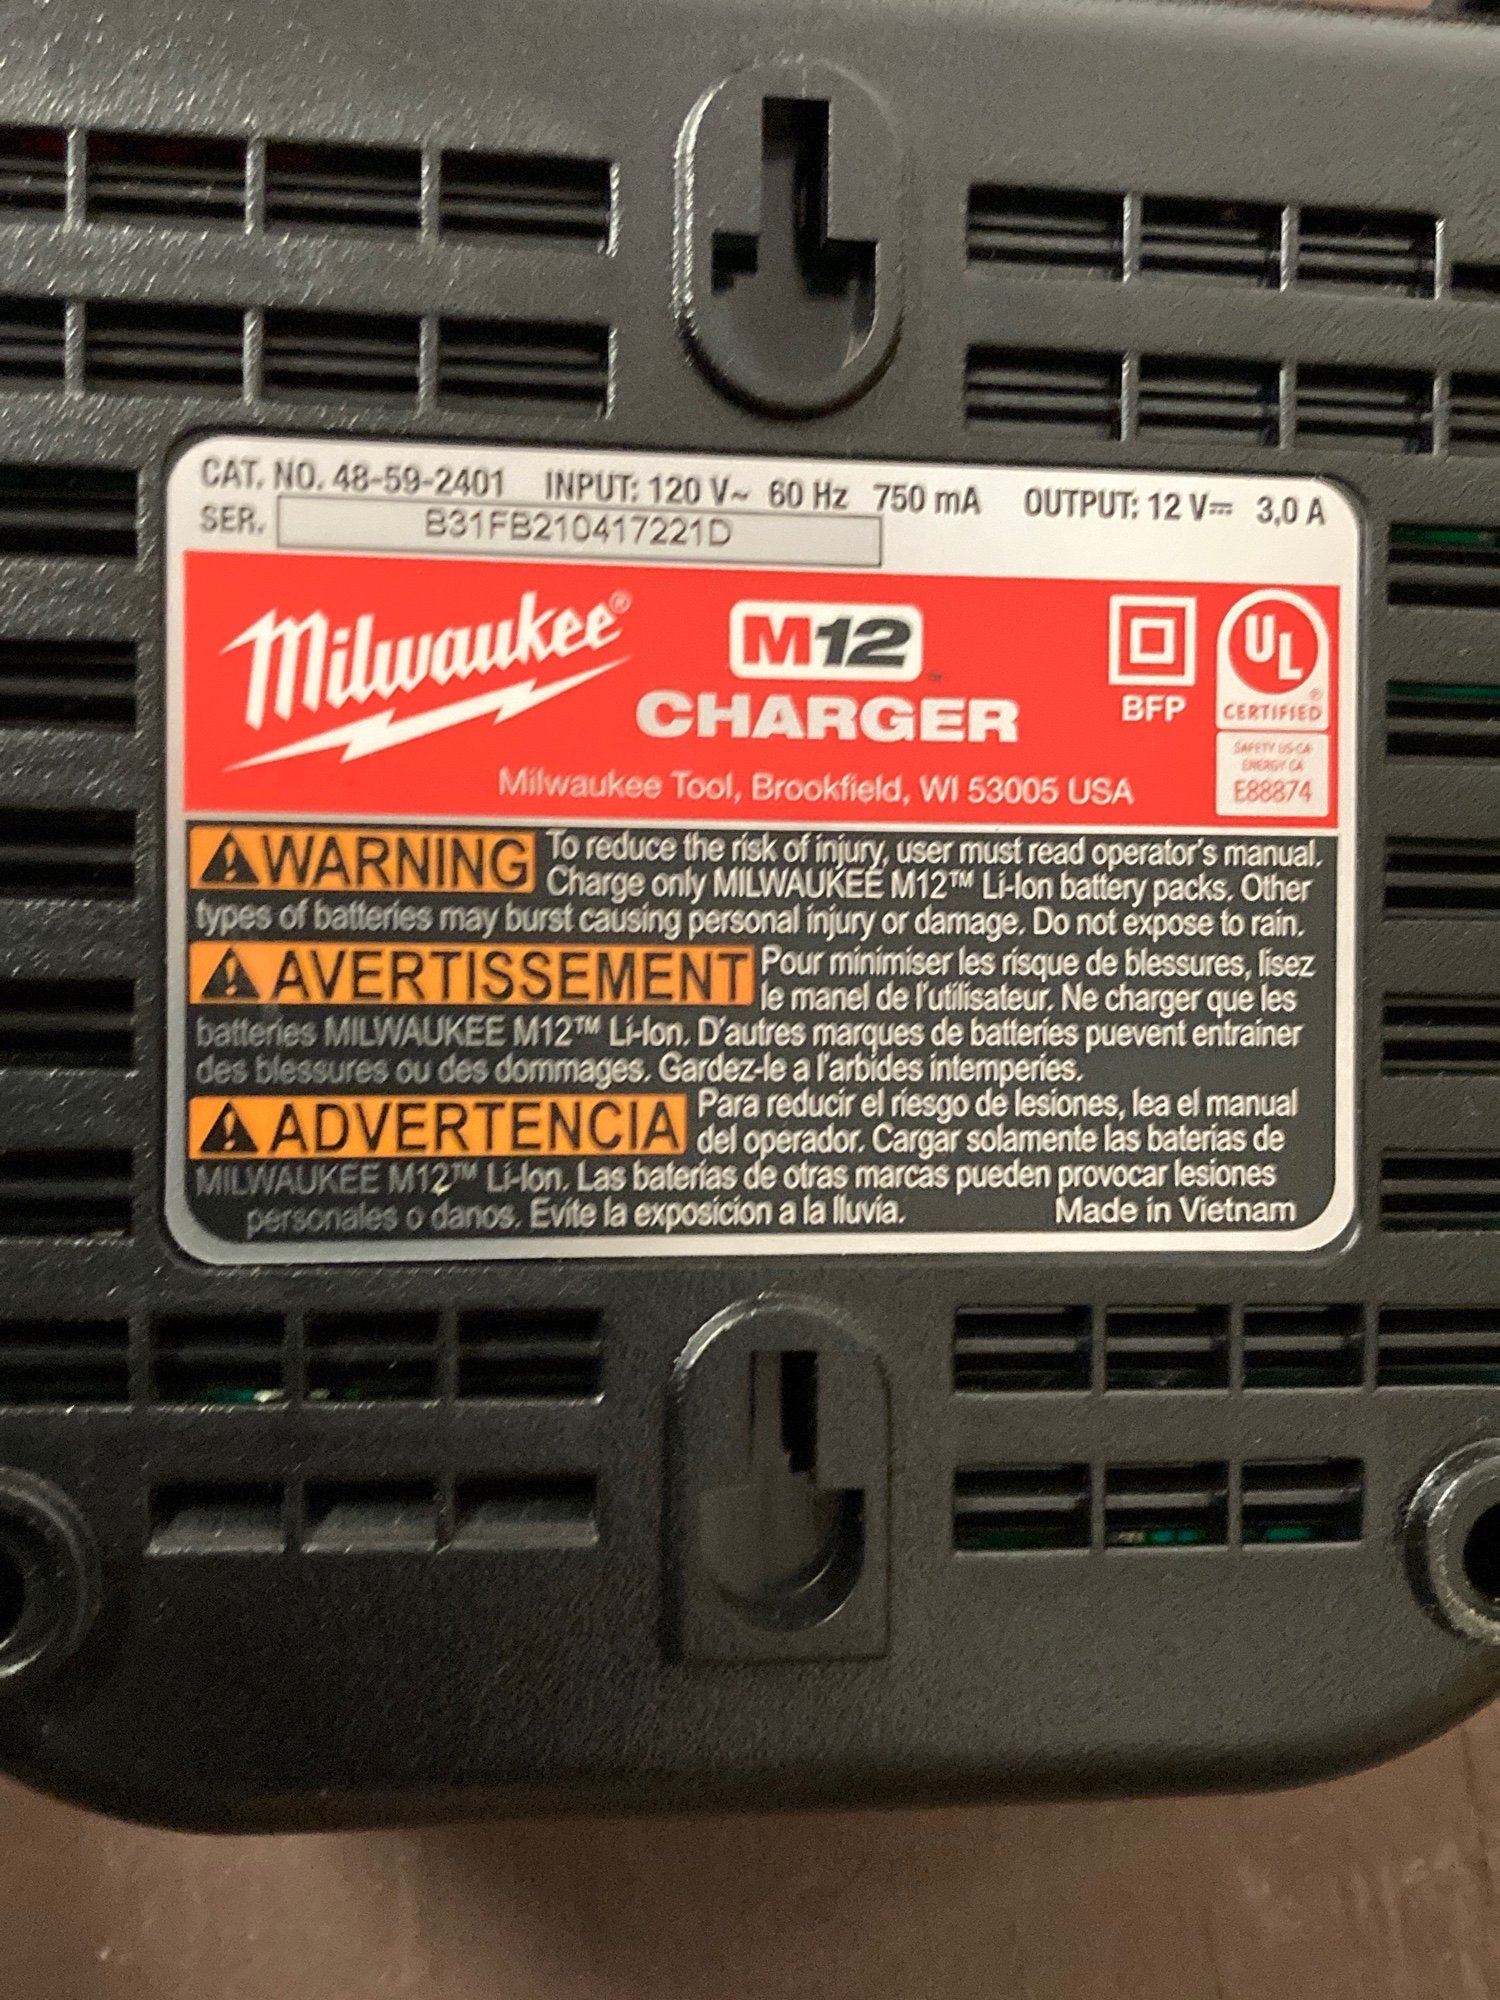 CAT. NO. 48-59-2401 INPUT: 120 V~ 60 Hz 750 mA OUTPUT: 12 V⎓ 3,0 A
SER. B31FB210417221D
Milwaukee®
M12™
CHARGER
Milwaukee Tool, Brookfield, WI 53005 USA
BFP
UL
®
CERTIFIED
SAFETY US-CA
ENERGY CA
E88874
⚠WARNING To reduce the risk of injury, user must read operator's manual.
Charge only MILWAUKEE M12™ Li-Ion battery packs. Other
types of batteries may burst causing personal injury or damage. Do not expose to rain.
⚠AVERTISSEMENT Pour minimiser les risque de blessures, lisez
le manel de l'utilisateur. Ne charger que les
batteries MILWAUKEE M12™ Li-Ion. D'autres marques de batteries puevent entrainer
des blessures ou des dommages. Gardez-le a l'arbides intemperies.
⚠ADVERTENCIA Para reducir el riesgo de lesiones, lea el manual
del operador. Cargar solamente las baterias de
MILWAUKEE M12™ Li-Ion. Las baterias de otras marcas pueden provocar lesiones
personales o danos. Evite la exposicion a la lluvia. Made in Vietnam